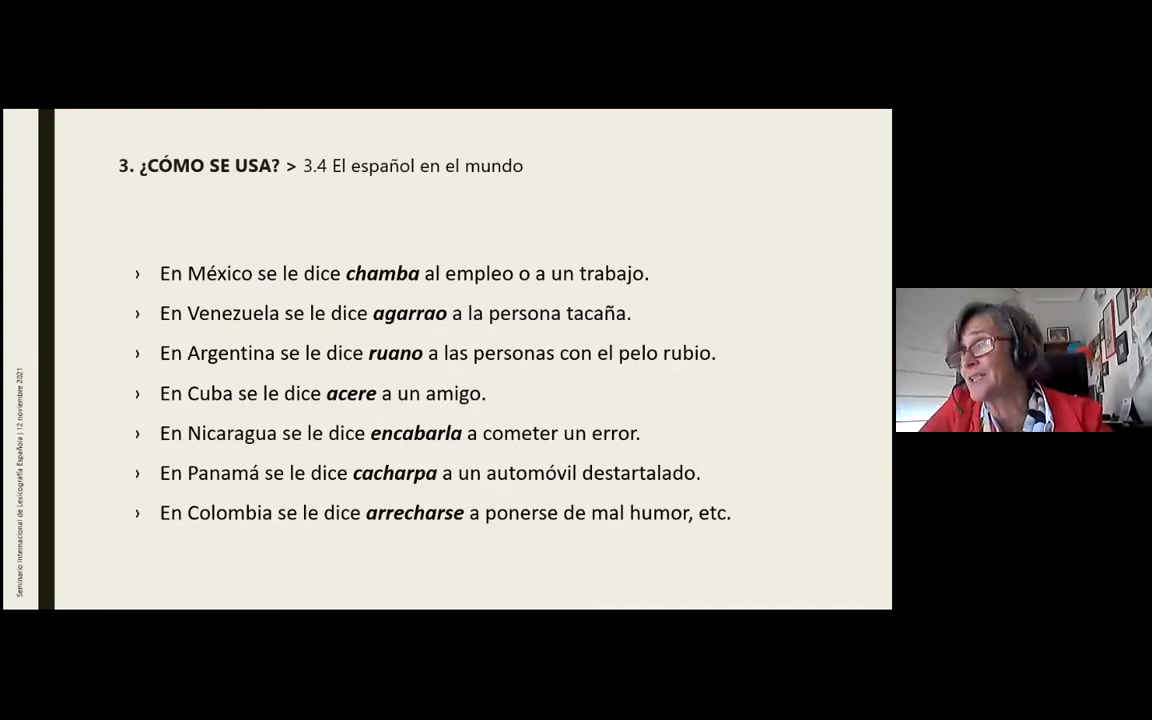 3. ¿CÓMO SE USA? > 3.4 El español en el mundo
› En México se le dice chamba al empleo o a un trabajo.
› En Venezuela se le dice agarrao a la persona tacaña.
› En Argentina se le dice ruano a las personas con el pelo rubio.
› En Cuba se le dice acere a un amigo.
› En Nicaragua se le dice encabarla a cometer un error.
› En Panamá se le dice cacharpa a un automóvil destartalado.
› En Colombia se le dice arrecharse a ponerse de mal humor, etc.
Seminario Internacional de Lexicografía Española | 12 noviembre 2021